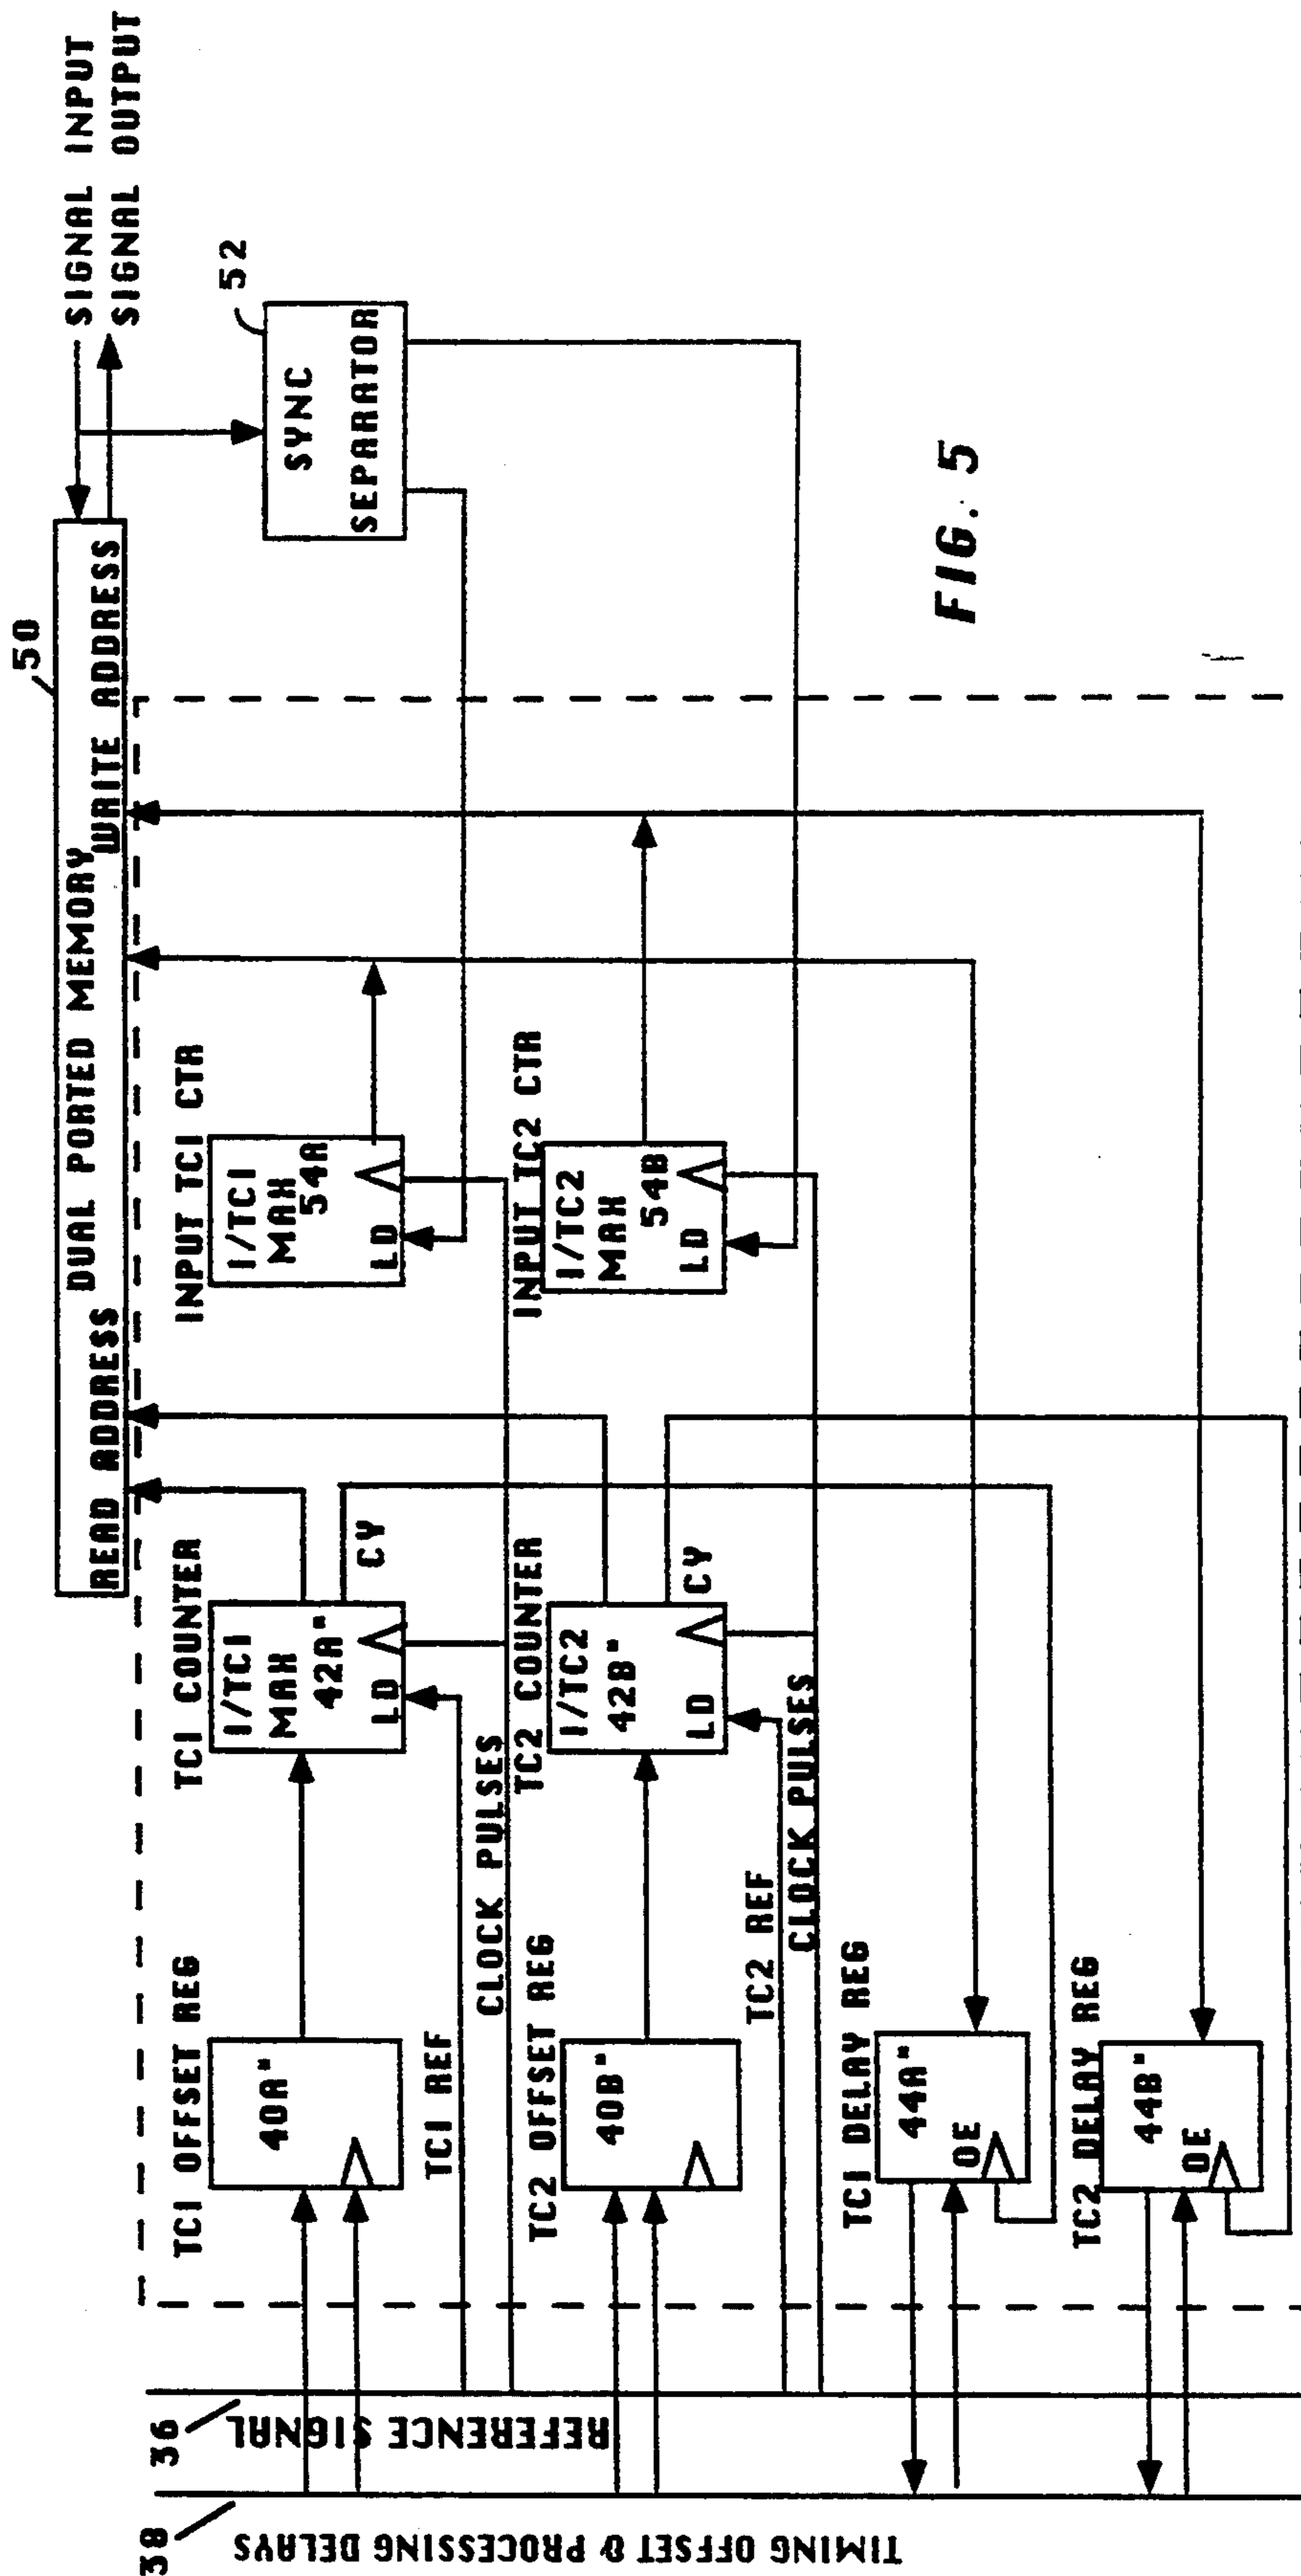 SIGNAL INPUT
SIGNAL OUTPUT
50
DUAL PORTED MEMORY
READ ADDRESS
WRITE ADDRESS
52
SYNC
SEPARATOR
TC1 OFFSET REG
40A"
TC1 COUNTER
1/TC1
MAX
42A"
LD
CY
INPUT TC1 CTR
1/TC1
MAX
54A
LD
TC1 REF
CLOCK PULSES
TC2 OFFSET REG
40B"
TC2 COUNTER
1/TC2
42B"
LD
CY
INPUT TC2 CTR
1/TC2
MAX
54B
LD
TC2 REF
CLOCK PULSES
TC1 DELAY REG
44A"
OE
TC2 DELAY REG
44B"
OE
36
REFERENCE SIGNAL
38
TIMING OFFSET & PROCESSING DELAYS
FIG. 5